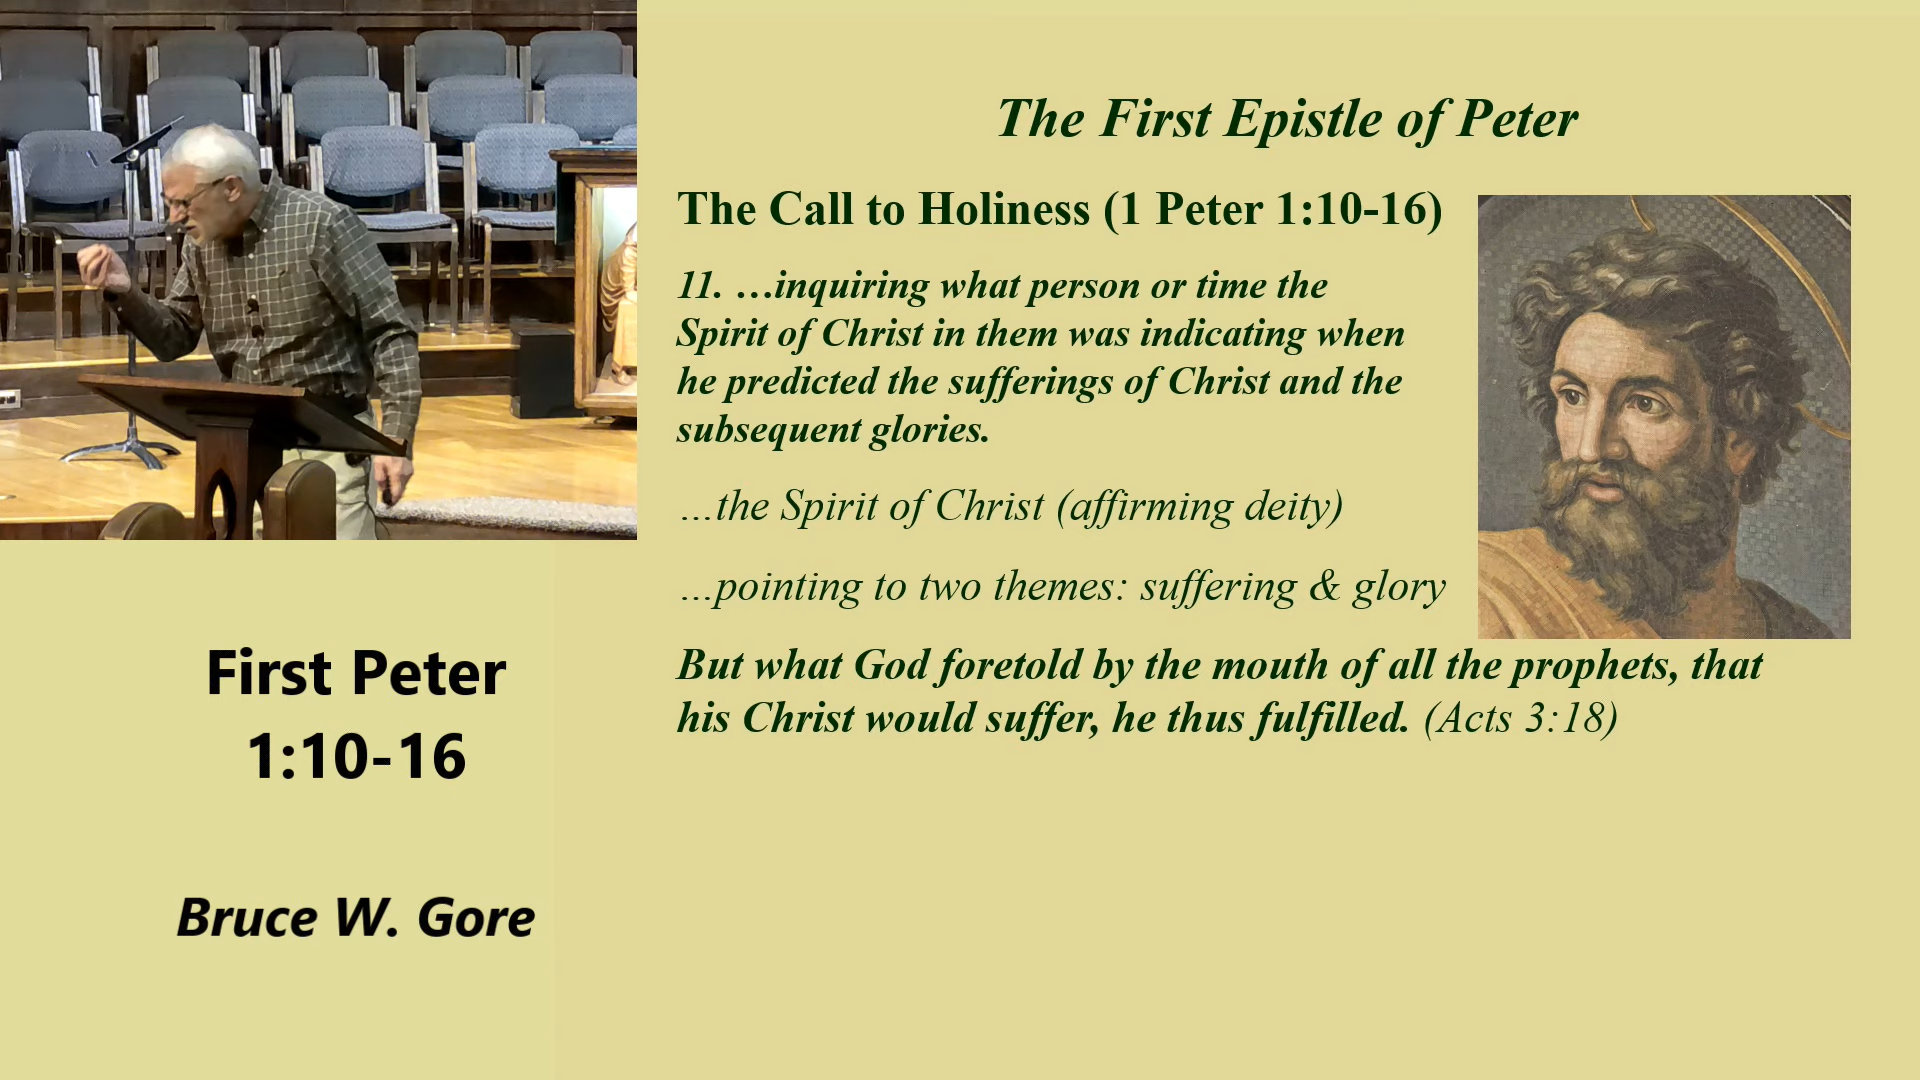 The First Epistle of Peter
The Call to Holiness (1 Peter 1:10-16)
11. …inquiring what person or time the
Spirit of Christ in them was indicating when
he predicted the sufferings of Christ and the
subsequent glories.
…the Spirit of Christ (affirming deity)
…pointing to two themes: suffering & glory
But what God foretold by the mouth of all the prophets, that
his Christ would suffer, he thus fulfilled. (Acts 3:18)
First Peter
1:10-16
Bruce W. Gore